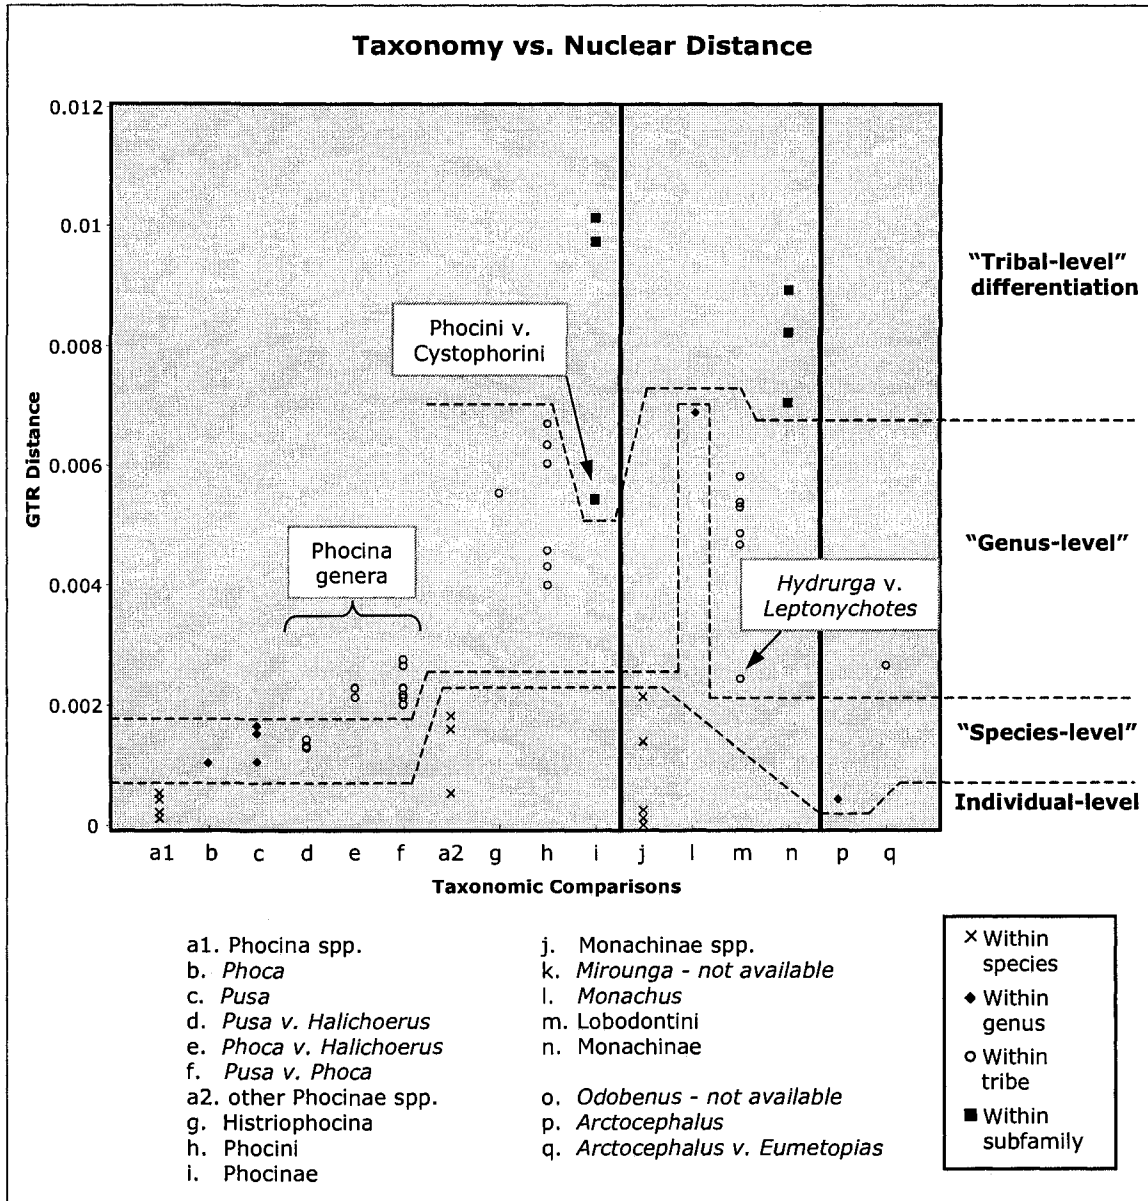 Taxonomy vs. Nuclear Distance
0.012
0.01
0.008
0.006
0.004
0.002
0
GTR Distance
Phocini v.
Cystophorini
Phocina
genera
Hydrurga v.
Leptonychotes
"Tribal-level"
differentiation
"Genus-level"
"Species-level"
Individual-level
a1 b c d e f a2 g h i j l m n p q
Taxonomic Comparisons
a1. Phocina spp.
b. Phoca
c. Pusa
d. Pusa v. Halichoerus
e. Phoca v. Halichoerus
f. Pusa v. Phoca
a2. other Phocinae spp.
g. Histriophocina
h. Phocini
i. Phocinae
j. Monachinae spp.
k. Mirounga - not available
l. Monachus
m. Lobodontini
n. Monachinae
o. Odobenus - not available
p. Arctocephalus
q. Arctocephalus v. Eumetopias
Within
species
Within
genus
Within
tribe
Within
subfamily